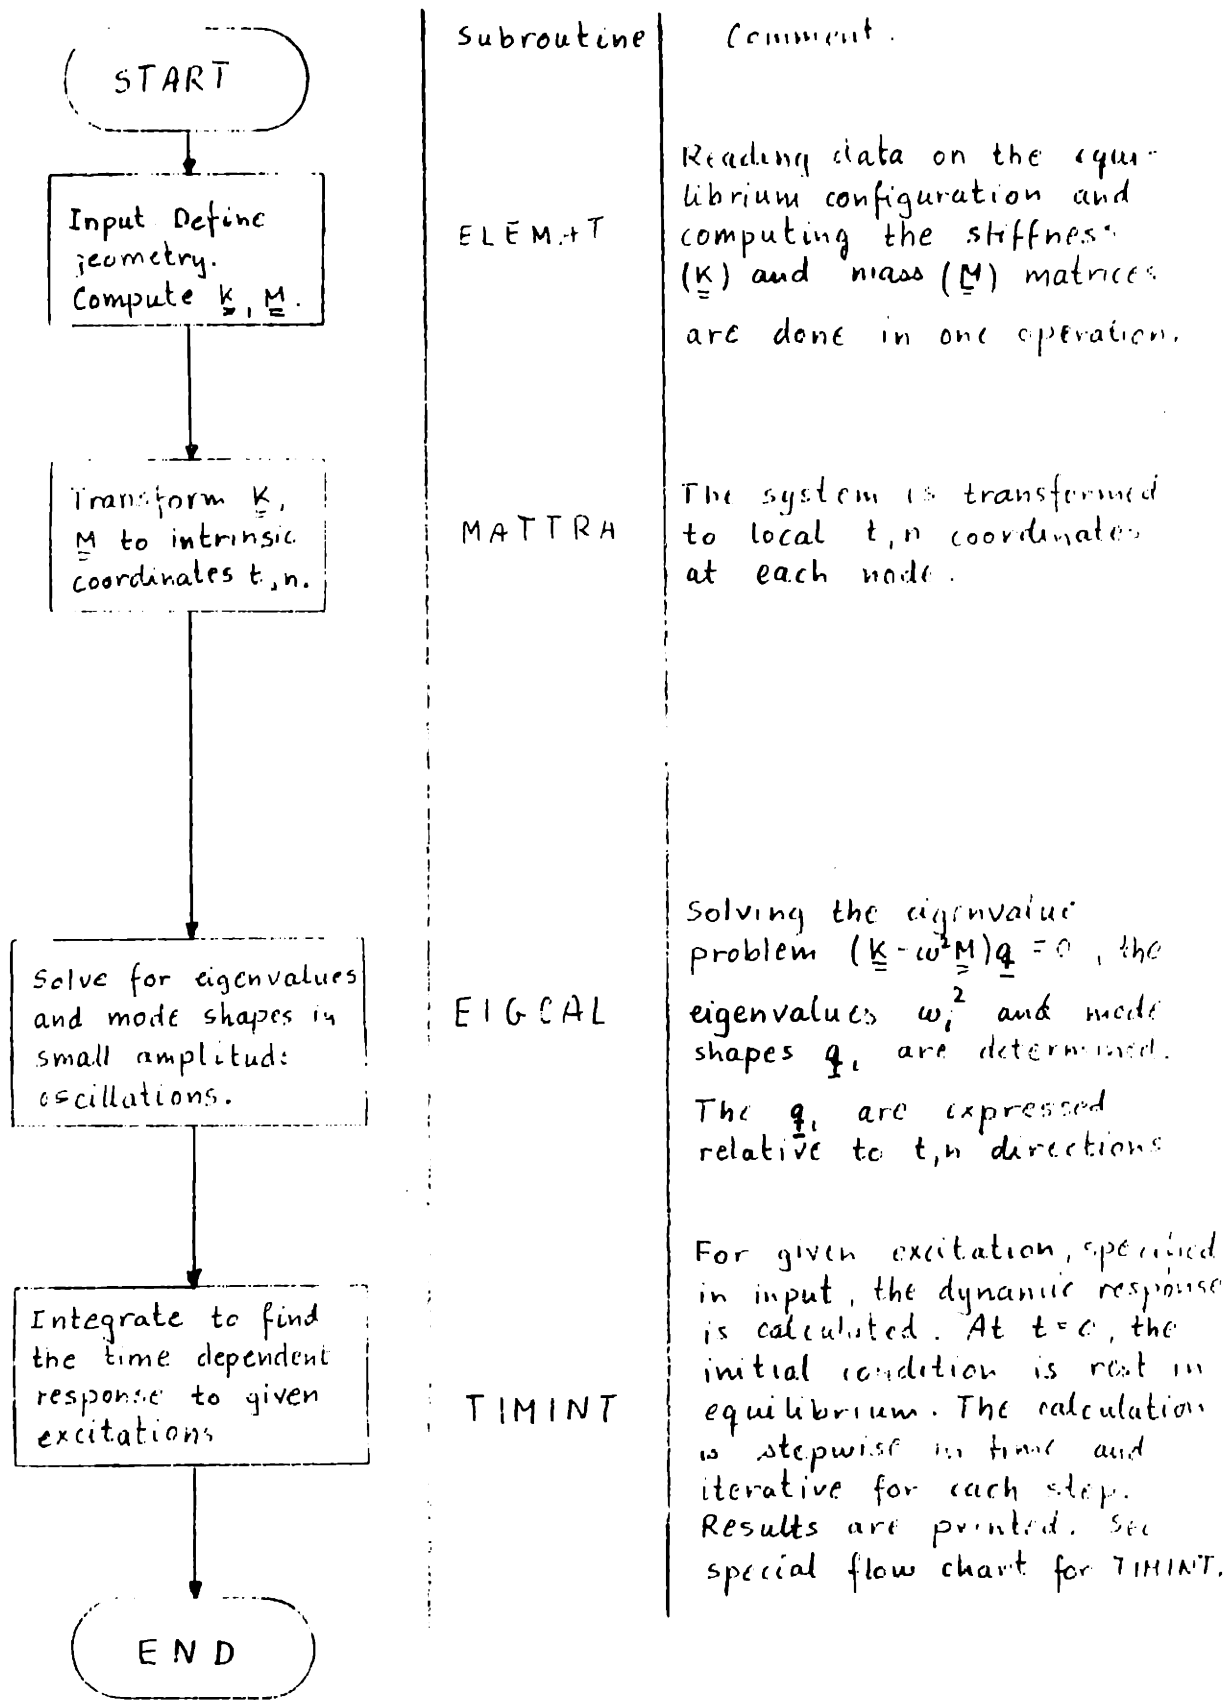 Subroutine
Comment.
START
Input Define
geometry.
Compute K, M.
ELEMAT
Reading data on the equi-
librium configuration and
computing the stiffness
(K) and mass (M) matrices
are done in one operation.
Transform K,
M to intrinsic
coordinates t,n.
MATTRA
The system is transformed
to local t,n coordinates
at each node.
Solve for eigenvalues
and mode shapes in
small amplitude
oscillations.
EIGCAL
Solving the eigenvalue
problem (K - ω²M)q = 0, the
eigenvalues ωᵢ² and mode
shapes qᵢ are determined.
The qᵢ are expressed
relative to t,n directions
Integrate to find
the time dependent
response to given
excitations
TIMINT
For given excitation, specified
in input, the dynamic response
is calculated. At t=0, the
initial condition is rest in
equilibrium. The calculation
is stepwise in time and
iterative for each step.
Results are printed. See
special flow chart for TIMINT.
END